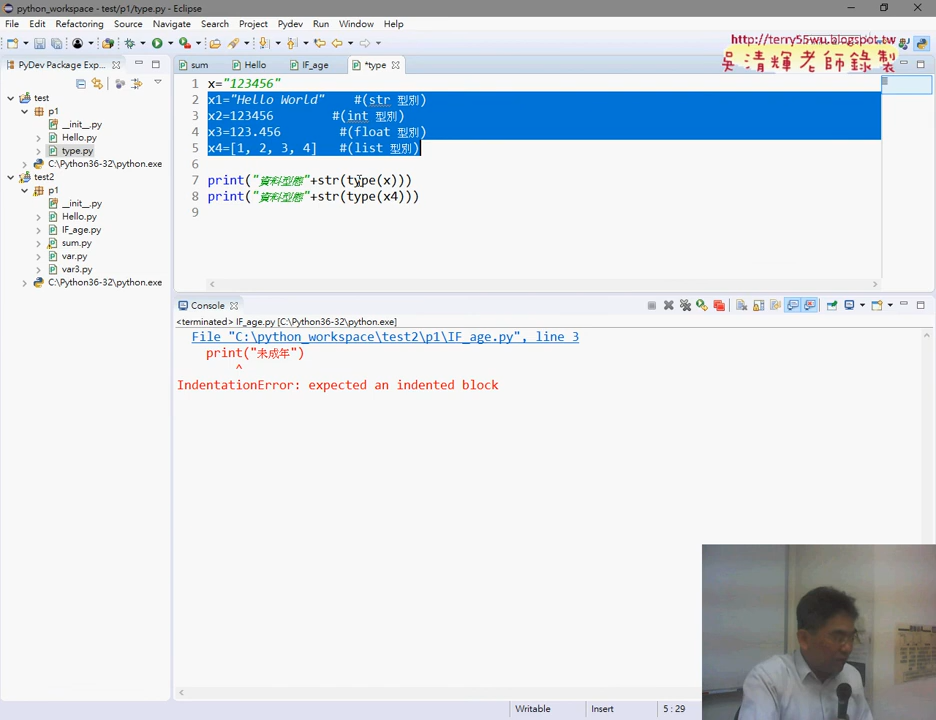 python_workspace - test/p1/type.py - Eclipse
File Edit Refactoring Source Navigate Search Project Pydev Run Window Help
http://terry55wu.blogspot.tw
吳清輝老師錄製
PyDev Package Exp...
sum Hello IF_age *type
test
p1
__init__.py
Hello.py
type.py
C:\Python36-32\python.exe
test2
p1
__init__.py
Hello.py
IF_age.py
sum.py
var.py
var3.py
C:\Python36-32\python.exe
1 x="123456"
2 x1="Hello World" #(str 型別)
3 x2=123456 #(int 型別)
4 x3=123.456 #(float 型別)
5 x4=[1, 2, 3, 4] #(list 型別)
6
7 print("資料型態"+str(type(x)))
8 print("資料型態"+str(type(x4)))
9
Console
<terminated> IF_age.py [C:\Python36-32\python.exe]
File "C:\python_workspace\test2\p1\IF_age.py", line 3
print("未成年")
^
IndentationError: expected an indented block
Writable Insert 5 : 29